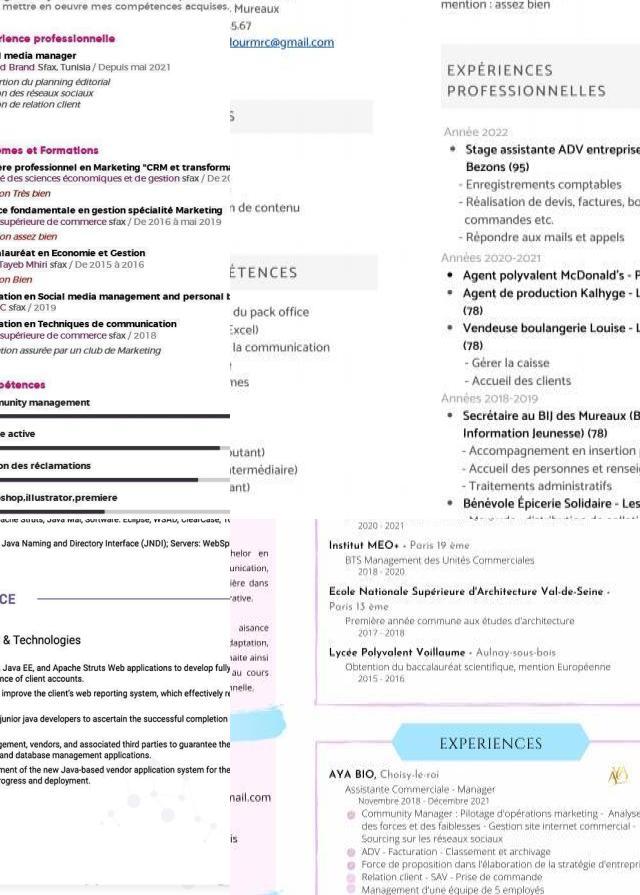 mettre en oeuvre mes compétences acquises.
rience professionnelle
l media manager
d Brand Sfax, Tunisia / Depuis mai 2021
rtion du planning éditorial
on des réseaux sociaux
on de relation client
mes et Formations
ere professionnel en Marketing "CRM et transforma
é des sciences économiques et de gestion sfax / De 20
on Très bien
ce fondamentale en gestion spécialité Marketing
supérieure de commerce sfax / De 2016 à mai 2019
on assez bien
alauréat en Economie et Gestion
Tayeb Mhiri sfax / De 2015 à 2016
on Bien
ation en Social media management and personal b
C sfax / 2019
ation en Techniques de communication
supérieure de commerce sfax / 2018
tion assurée par un club de Marketing
pétences
unity management
e active
on des réclamations
shop,illustrator,premiere
. Mureaux
5.67
lourmrc@gmail.com
S
n de contenu
ÉTENCES
du pack office
Excel)
la communication
mes
outant)
termédiaire)
ant)
mention : assez bien
EXPÉRIENCES
PROFESSIONNELLES
Année 2022
Stage assistante ADV entreprise
Bezons (95)
- Enregistrements comptables
- Réalisation de devis, factures, bo
commandes etc.
- Répondre aux mails et appels
Années 2020-2021
Agent polyvalent McDonald's - P
Agent de production Kalhyge - L
(78)
Vendeuse boulangerie Louise - L
(78)
- Gérer la caisse
- Accueil des clients
Années 2018-2019
Secrétaire au BIJ des Mureaux (B
Information Jeunesse) (78)
- Accompagnement en insertion p
- Accueil des personnes et rensei
- Traitements administratifs
Bénévole Épicerie Solidaire - Les
Java Naming and Directory Interface (JNDI); Servers: WebSp
CE
& Technologies
Java EE, and Apache Struts Web applications to develop fully
nce of client accounts.
improve the client's web reporting system, which effectively r
junior java developers to ascertain the successful completion
gement, vendors, and associated third parties to guarantee the
and database management applications.
ment of the new Java-based vendor application system for the
rogress and deployment.
helor en
unication,
ière dans
rative.
aisance
daptation,
haite ainsi
au cours
nnelle.
mail.com
is
2020 - 2021
Institut MEO+ - Paris 19 ème
BTS Management des Unités Commerciales
2018 - 2020
Ecole Nationale Supérieure d'Architecture Val-de-Seine -
Paris 13 ème
Première année commune aux études d'architecture
2017 - 2018
Lycée Polyvalent Voillaume - Aulnay-sous-bois
Obtention du baccalauréat scientifique, mention Européenne
2015 - 2016
EXPERIENCES
AYA BIO, Choisy-le-roi
Assistante Commerciale - Manager
Novembre 2018 - Décembre 2021
Community Manager : Pilotage d'opérations marketing - Analyse
des forces et des faiblesses - Gestion site internet commercial -
Sourcing sur les réseaux sociaux
ADV - Facturation - Classement et archivage
Force de proposition dans l'élaboration de la stratégie d'entrepri
Relation client - SAV - Prise de commande
Management d'une équipe de 5 employés